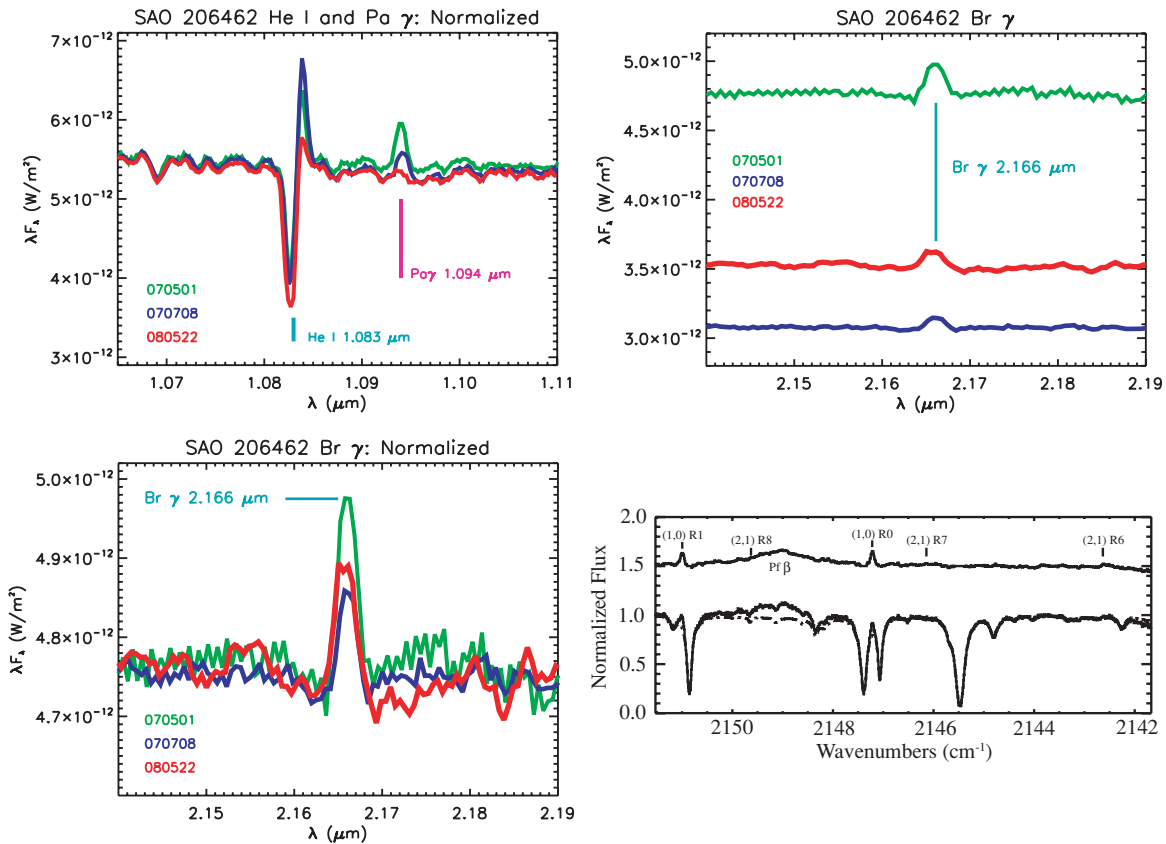 SAO 206462 He I and Pa γ: Normalized
7×10⁻¹²
6×10⁻¹²
5×10⁻¹²
4×10⁻¹²
3×10⁻¹²
λFλ (W/m²)
Paγ 1.094 μm
070501
070708
080522
He I 1.083 μm
1.07 1.08 1.09 1.10 1.11
λ (μm)
SAO 206462 Br γ
5.0×10⁻¹²
4.5×10⁻¹²
4.0×10⁻¹²
3.5×10⁻¹²
3.0×10⁻¹²
λFλ (W/m²)
070501
070708
080522
Br γ 2.166 μm
2.15 2.16 2.17 2.18 2.19
λ (μm)
SAO 206462 Br γ: Normalized
5.0×10⁻¹²
4.9×10⁻¹²
4.8×10⁻¹²
4.7×10⁻¹²
λFλ (W/m²)
Br γ 2.166 μm
070501
070708
080522
2.15 2.16 2.17 2.18 2.19
λ (μm)
2.0
1.5
1.0
0.5
0.0
Normalized Flux
(1,0) R1 (2,1) R8 (1,0) R0 (2,1) R7 (2,1) R6
Pf β
2150 2148 2146 2144 2142
Wavenumbers (cm⁻¹)